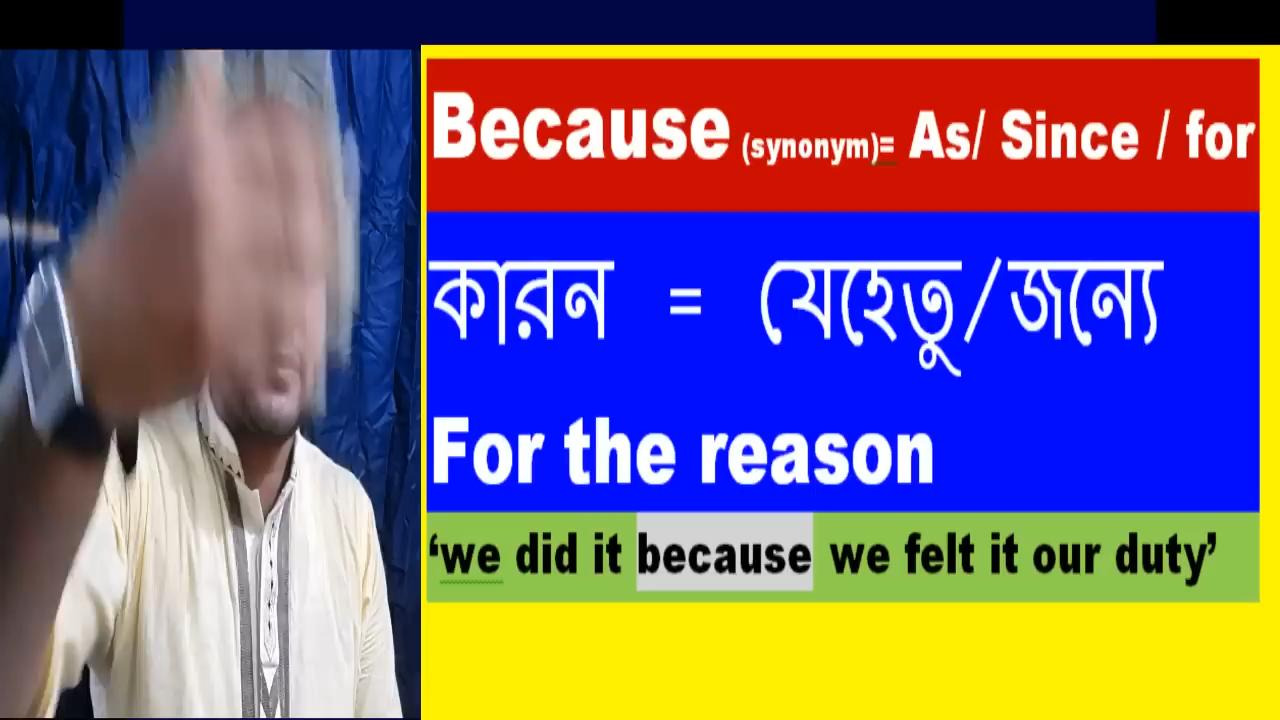 Because (synonym)= As/ Since / for
কারন = যেহেতু/জন্যে
For the reason
‘we did it because we felt it our duty’